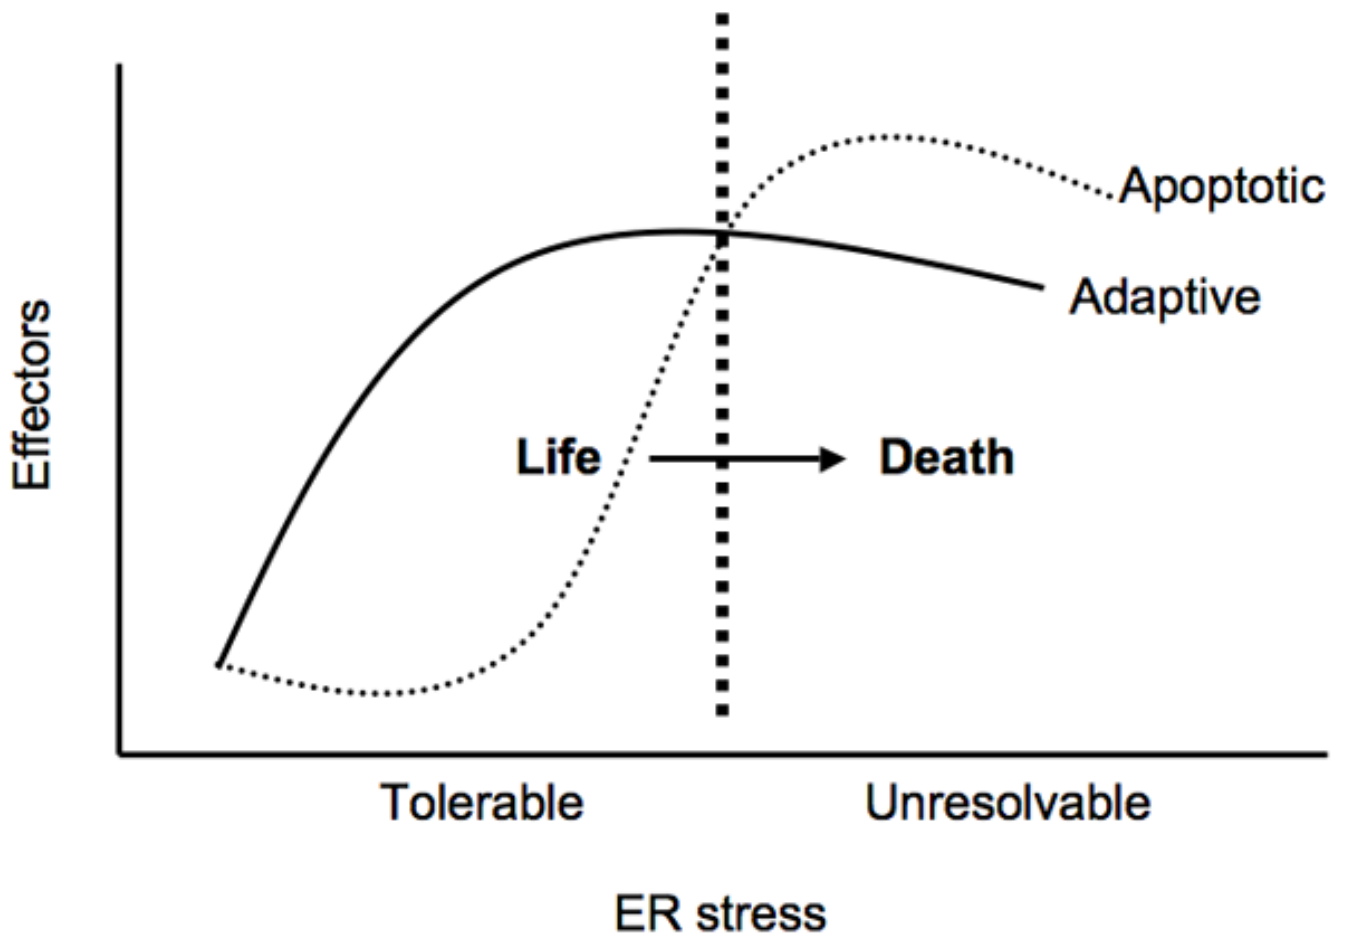 Apoptotic
Adaptive
Effectors
Life
Death
Tolerable
Unresolvable
ER stress